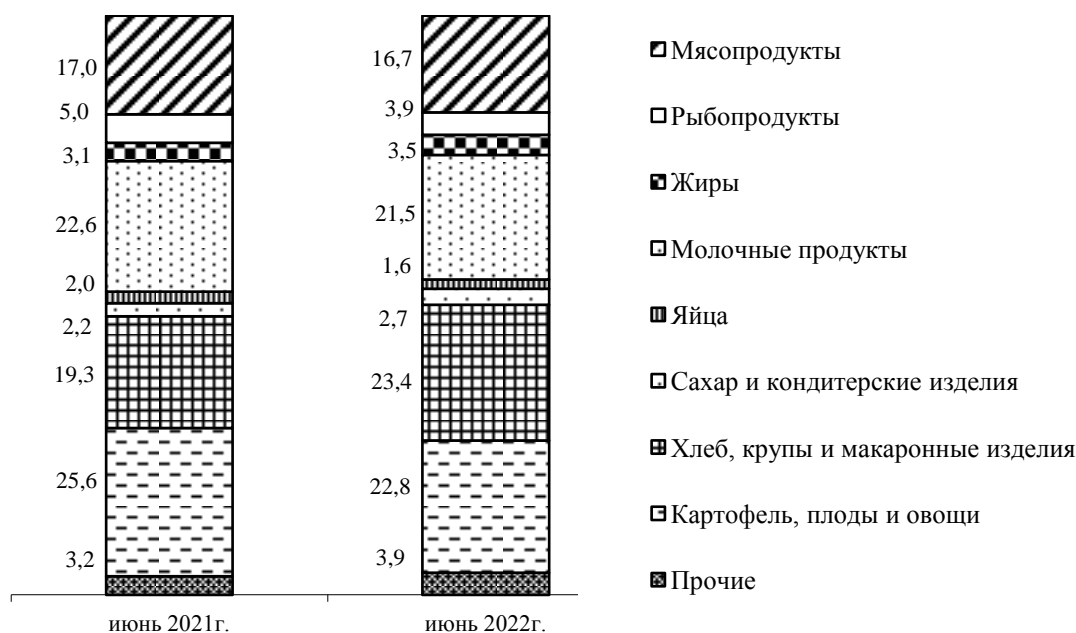 17,0
5,0
3,1
22,6
2,0
2,2
19,3
25,6
3,2
июнь 2021г.
16,7
3,9
3,5
21,5
1,6
2,7
23,4
22,8
3,9
июнь 2022г.
Мясопродукты
Рыбопродукты
Жиры
Молочные продукты
Яйца
Сахар и кондитерские изделия
Хлеб, крупы и макаронные изделия
Картофель, плоды и овощи
Прочие